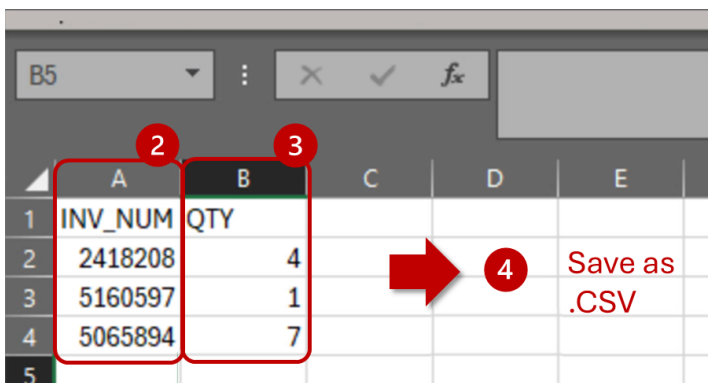 B5 fx
2 3
A B C D E
1 INV_NUM QTY
2 2418208 4
3 5160597 1
4 5065894 7
5
4 Save as
.CSV